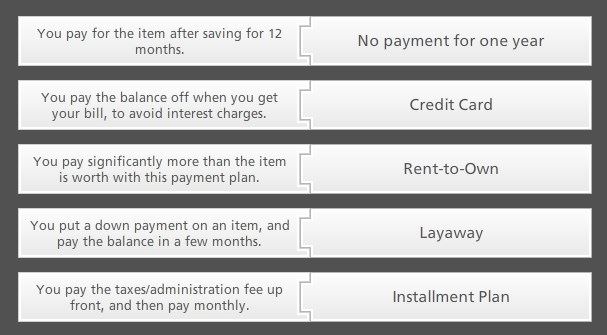 You pay for the item after saving for 12
months.
No payment for one year
You pay the balance off when you get
your bill, to avoid interest charges.
Credit Card
You pay significantly more than the item
is worth with this payment plan.
Rent-to-Own
You put a down payment on an item, and
pay the balance in a few months.
Layaway
You pay the taxes/administration fee up
front, and then pay monthly.
Installment Plan